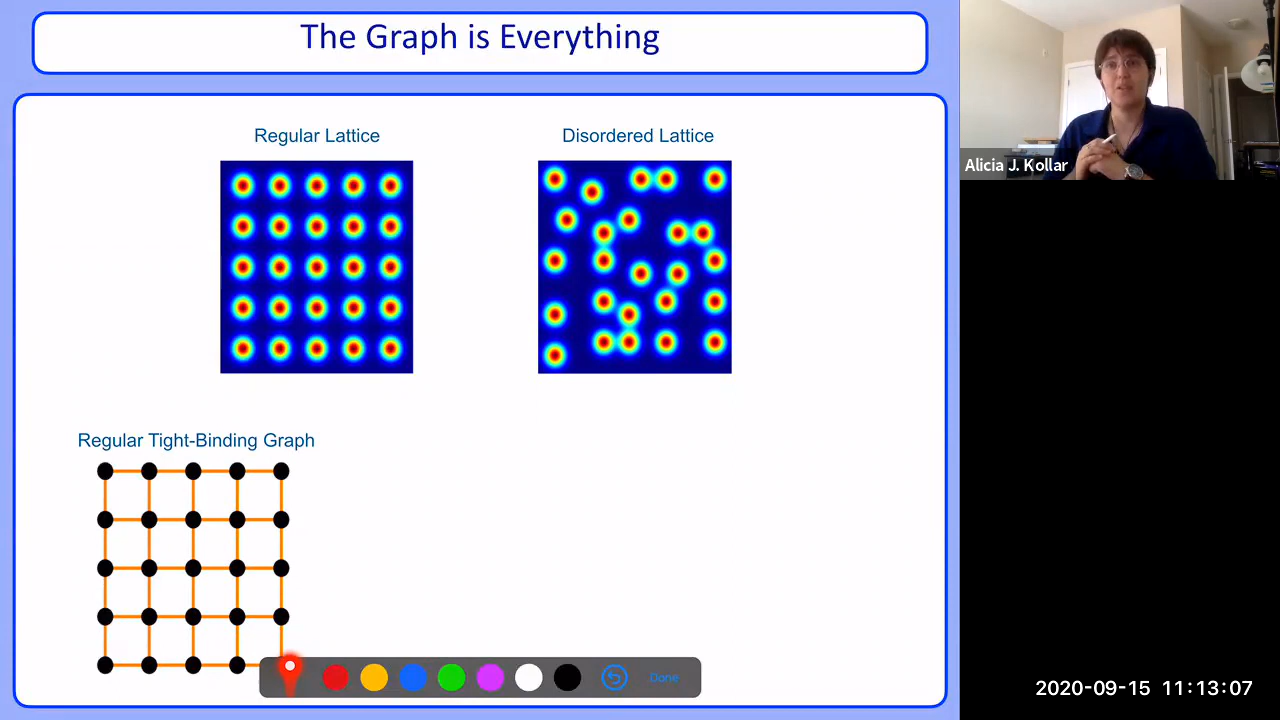 The Graph is Everything
Regular Lattice
Disordered Lattice
Alicia J. Kollar
Regular Tight-Binding Graph
Done
2020-09-15 11:13:07